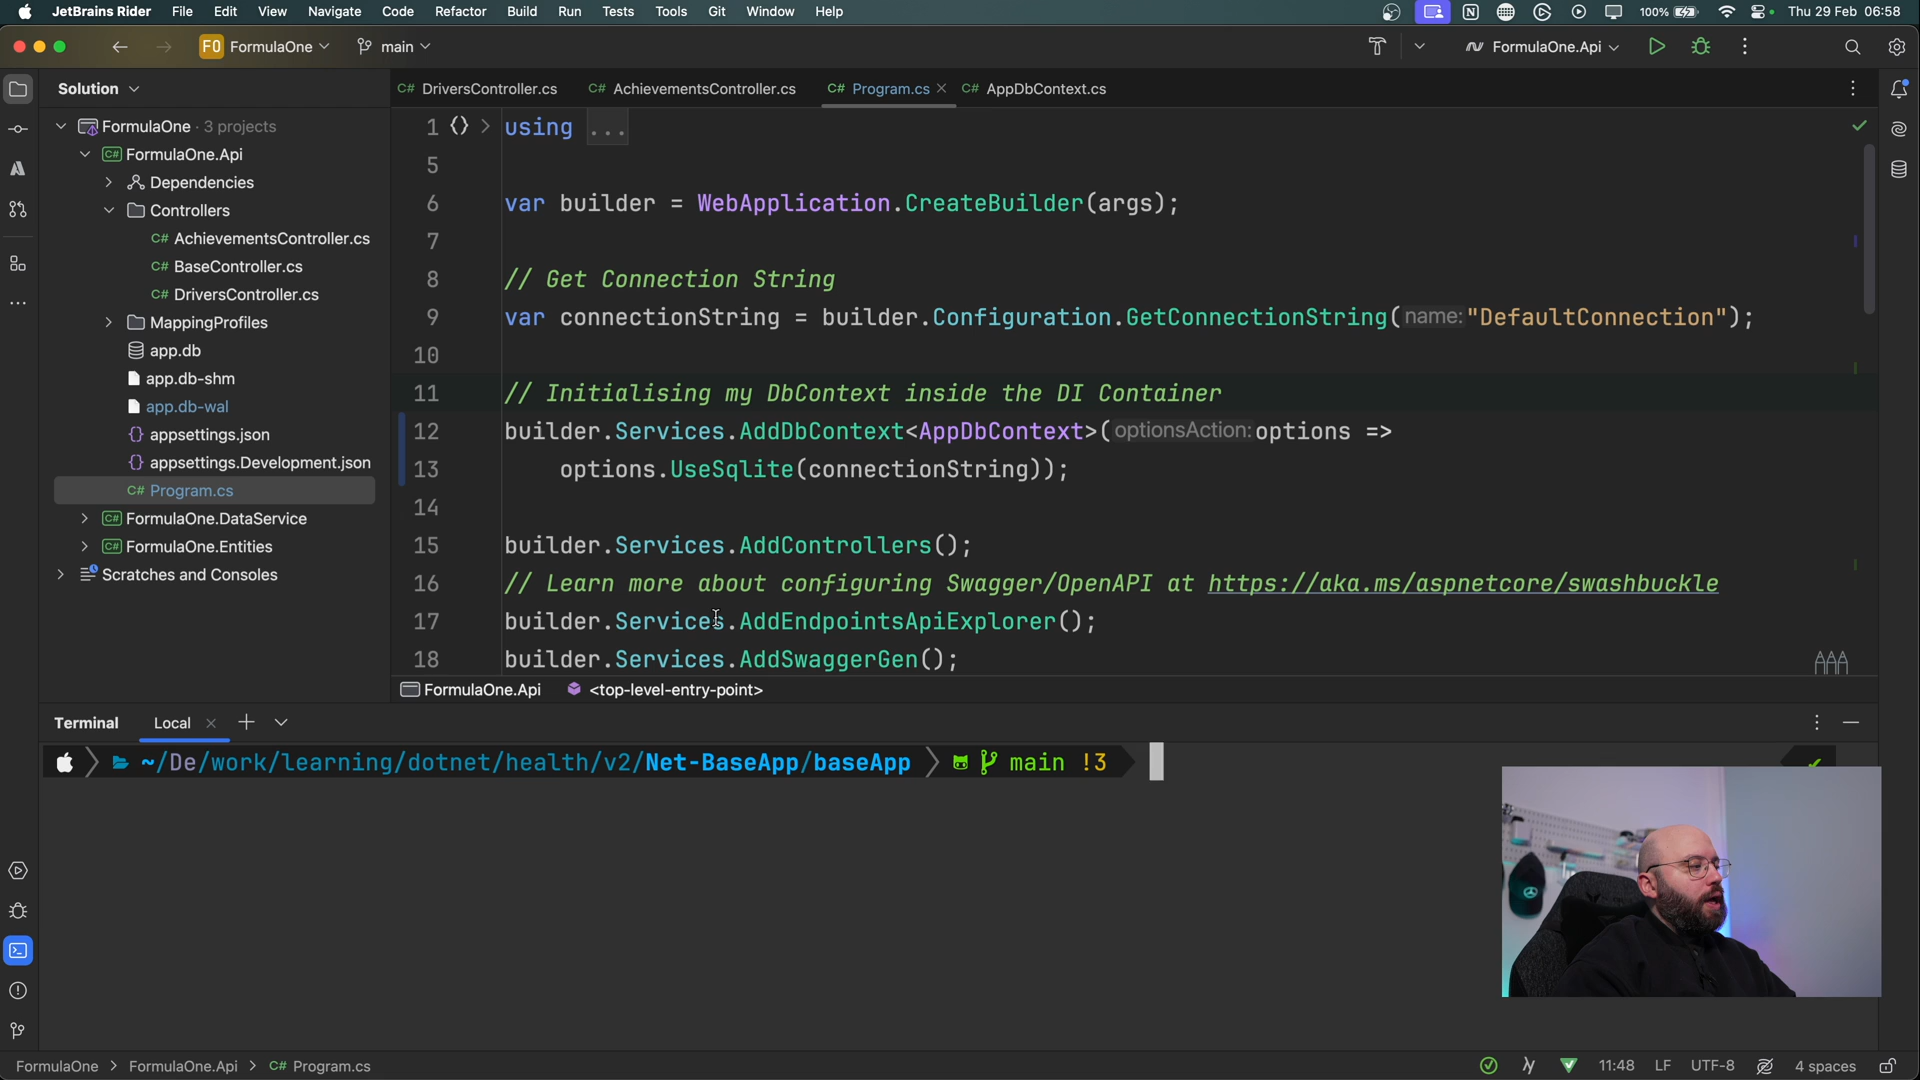 JetBrains Rider File Edit View Navigate Code Refactor Build Run Tests Tools Git Window Help 100% Thu 29 Feb 06:58
FO FormulaOne main FormulaOne.Api
Solution
DriversController.cs AchievementsController.cs Program.cs AppDbContext.cs
FormulaOne · 3 projects
FormulaOne.Api
Dependencies
Controllers
C# AchievementsController.cs
C# BaseController.cs
C# DriversController.cs
MappingProfiles
app.db
app.db-shm
app.db-wal
{} appsettings.json
{} appsettings.Development.json
C# Program.cs
C# FormulaOne.DataService
C# FormulaOne.Entities
Scratches and Consoles
1 {} > using ...
5
6 var builder = WebApplication.CreateBuilder(args);
7
8 // Get Connection String
9 var connectionString = builder.Configuration.GetConnectionString( name: "DefaultConnection");
10
11 // Initialising my DbContext inside the DI Container
12 builder.Services.AddDbContext<AppDbContext>( optionsAction: options =>
13 options.UseSqlite(connectionString));
14
15 builder.Services.AddControllers();
16 // Learn more about configuring Swagger/OpenAPI at https://aka.ms/aspnetcore/swashbuckle
17 builder.Services.AddEndpointsApiExplorer();
18 builder.Services.AddSwaggerGen();
FormulaOne.Api <top-level-entry-point>
Terminal Local
~/De/work/learning/dotnet/health/v2/Net-BaseApp/baseApp main !3
FormulaOne > FormulaOne.Api > C# Program.cs 11:48 LF UTF-8 4 spaces